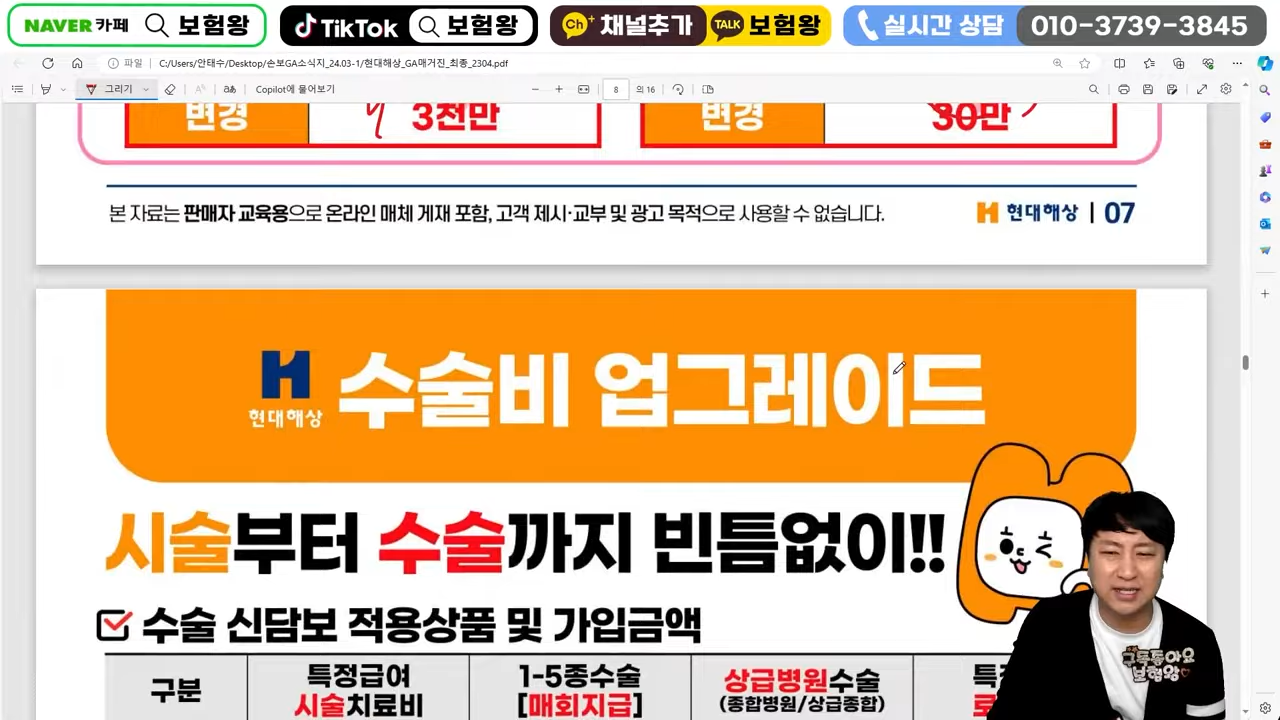 NAVER 카페 보험왕
TikTok 보험왕
Ch+ 채널추가 TALK 보험왕
실시간 상담 010-3739-3845
파일 C:/Users/안태수/Desktop/손보GA소식지_24.03-1/현대해상_GA매거진_최종_2304.pdf
그리기 Copilot에 물어보기 8 의 16
변경 3천만 변경 30만
본 자료는 판매자 교육용으로 온라인 매체 게재 포함, 고객 제시·교부 및 광고 목적으로 사용할 수 없습니다.
현대해상 | 07
현대해상 수술비 업그레이드
시술부터 수술까지 빈틈없이!!
수술 신담보 적용상품 및 가입금액
구분
특정급여
시술치료비
1-5종수술
[매회지급]
상급병원수술
(종합병원/상급종합)
구독좋아요
보험왕